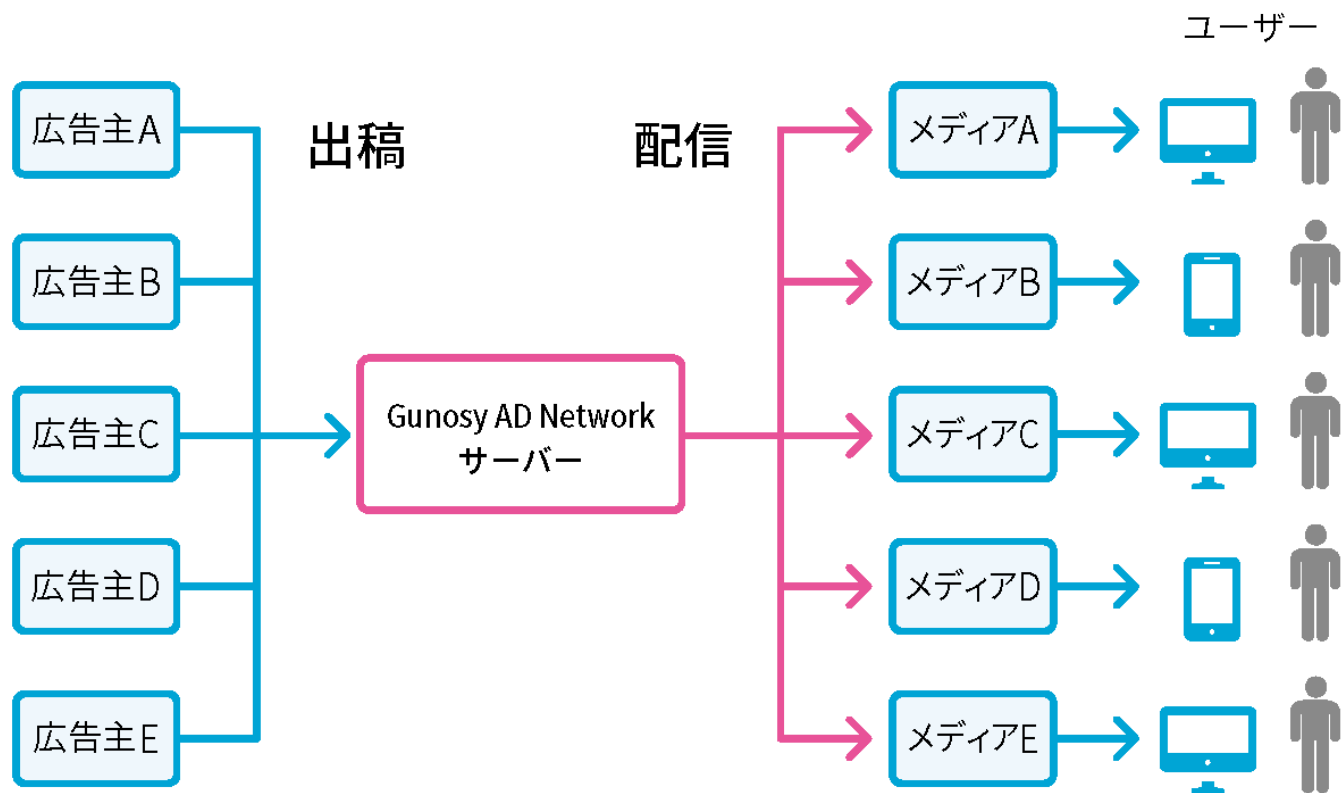 ユーザー
広告主A
出稿
配信
メディアA
広告主B
メディアB
広告主C
Gunosy AD Network
サーバー
メディアC
広告主D
メディアD
広告主E
メディアE